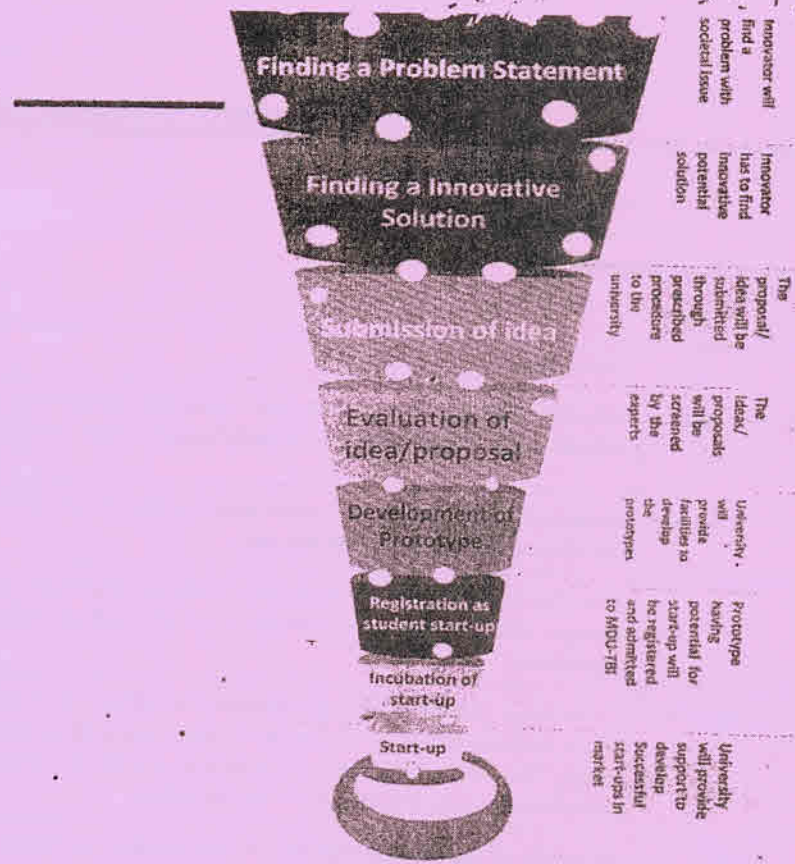 Finding a Problem Statement
Finding a Innovative
Solution
Submission of idea
Evaluation of
idea/proposal
Development of
Prototype
Registration as
student start-up
Incubation of
start-up
Start-up
Innovator will
find a
problem with
societal issue
Innovator
has to find
innovative
potential
solution
The
proposal/
idea will be
submitted
through
prescribed
procedure
to the
university
The
ideas/
proposals
will be
screened
by the
experts
University
will
provide
facilities to
develop
the
prototypes
Prototype
having
potential for
start-up will
be registered
and admitted
to MDU-TBI
University
will provide
support to
develop
Successful
start-ups in
market